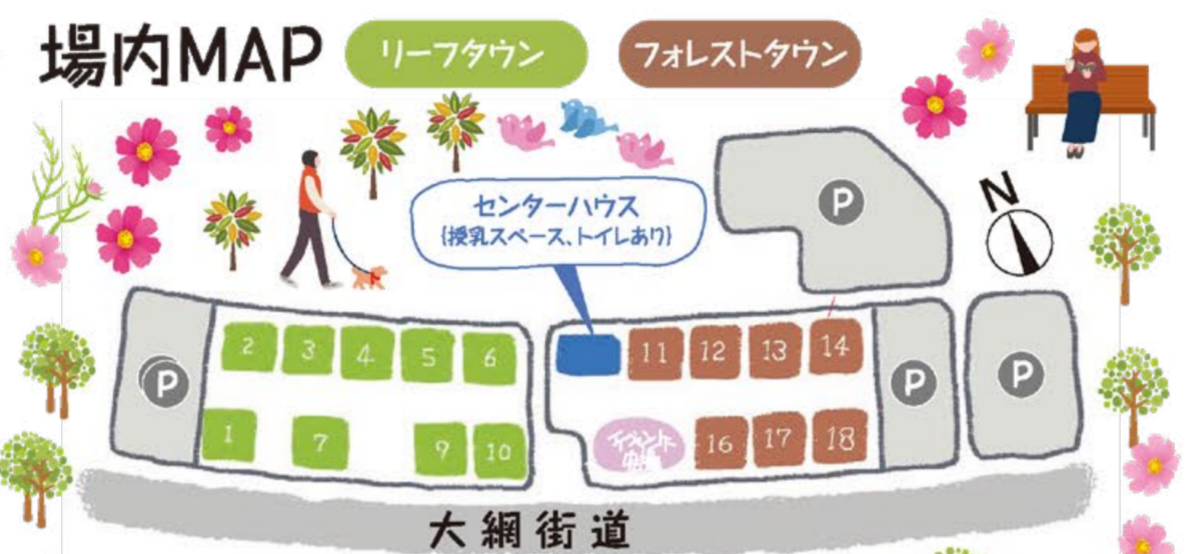 場内MAP
リーフタウン
フォレストタウン
センターハウス
(授乳スペース、トイレあり)
P
N
2 3 4 5 6
11 12 13 14
P
P
P
1 7 9 10
16 17 18
大網街道